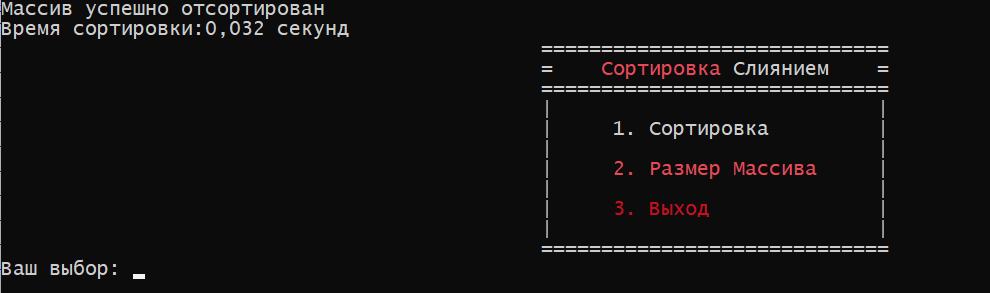 Массив успешно отсортирован
Время сортировки:0,032 секунд
=============================
=    Сортировка Слиянием    =
=============================
|                           |
|     1. Сортировка         |
|                           |
|     2. Размер Массива     |
|                           |
|     3. Выход              |
|                           |
=============================
Ваш выбор: _